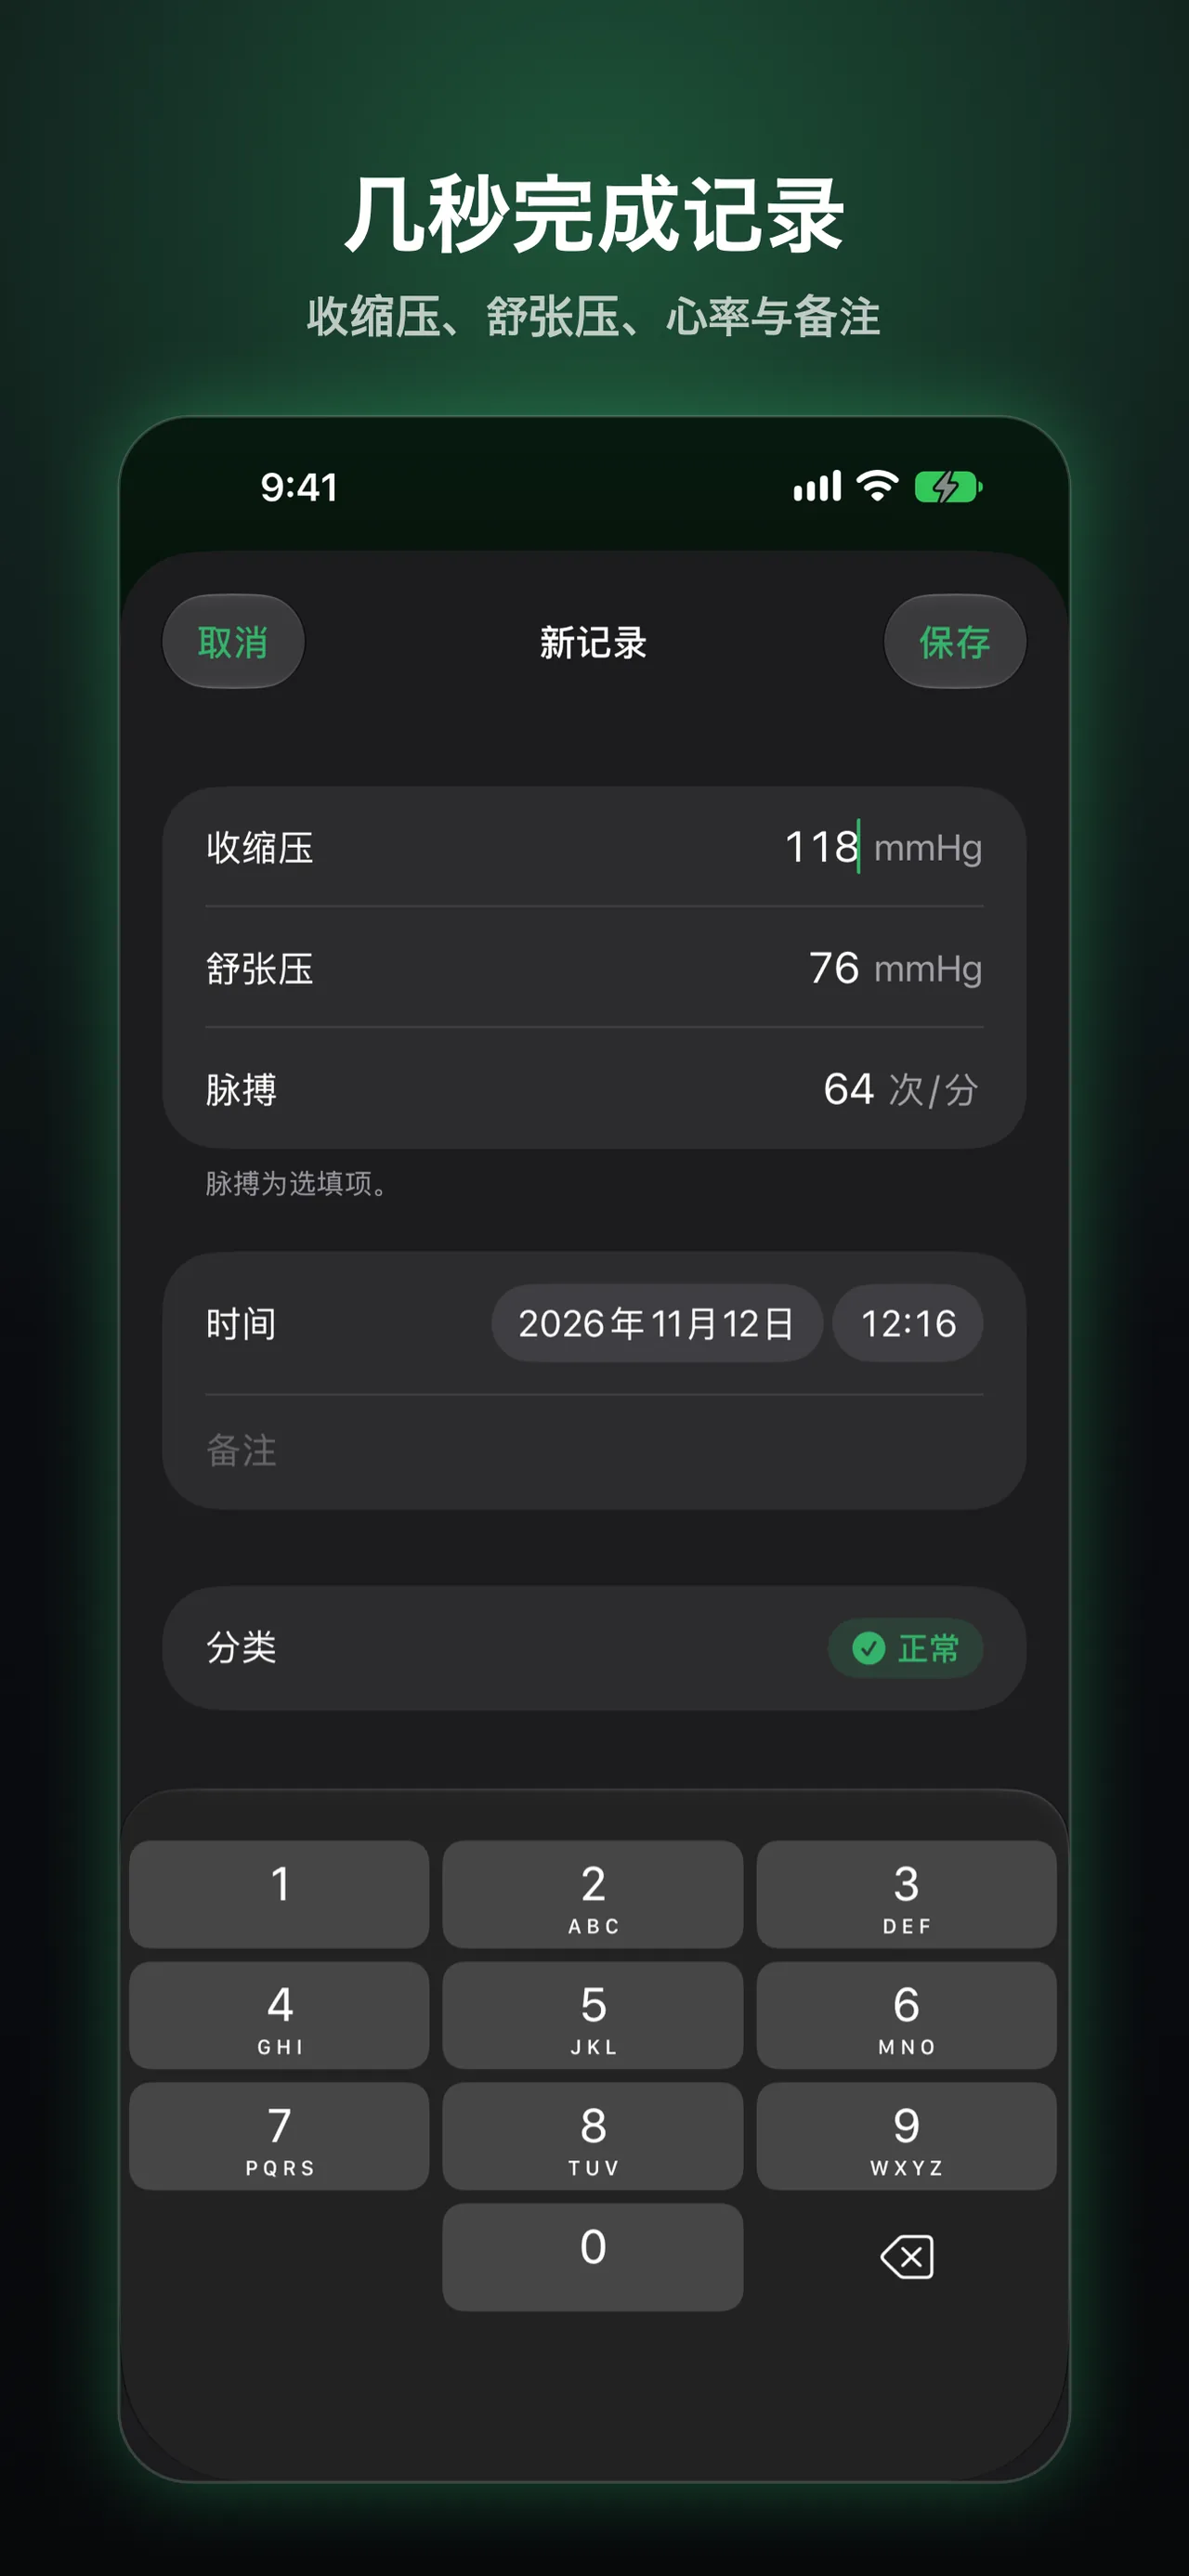 几秒完成记录
收缩压、舒张压、心率与备注
9:41
取消 新记录 保存
收缩压 118 mmHg
舒张压 76 mmHg
脉搏 64 次/分
脉搏为选填项。
时间 2026年11月12日 12:16
备注
分类 正常
1 2 3
ABC DEF
4 5 6
GHI JKL MNO
7 8 9
PQRS TUV WXYZ
0